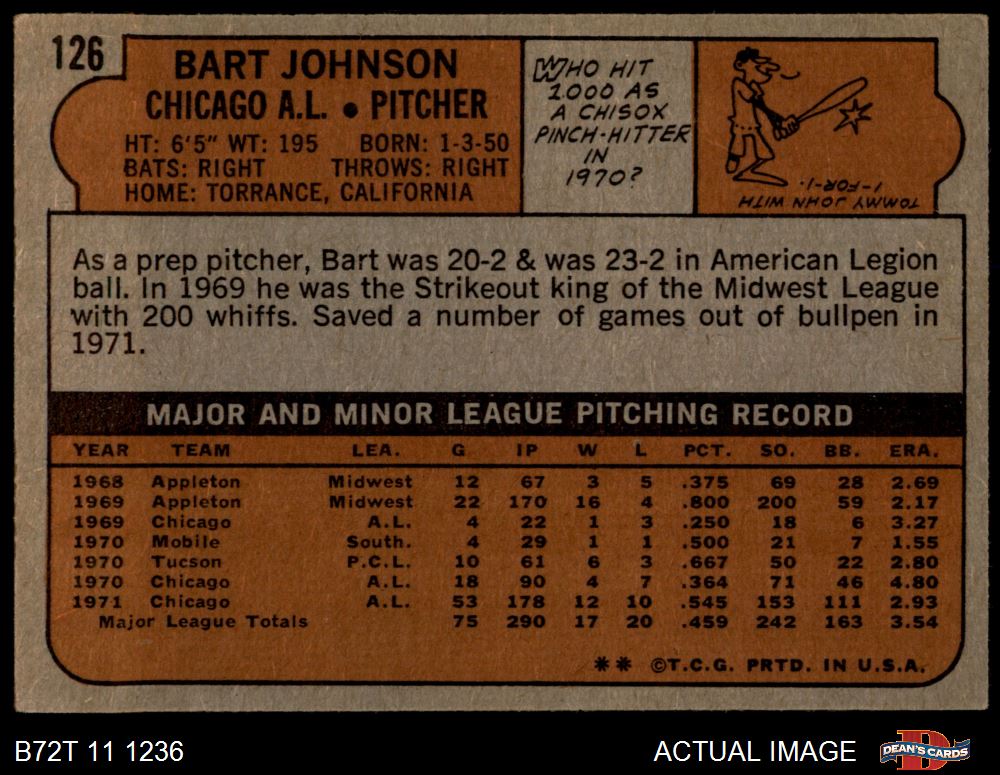 126
BART JOHNSON
CHICAGO A.L. • PITCHER
HT: 6'5" WT: 195 BORN: 1-3-50
BATS: RIGHT THROWS: RIGHT
HOME: TORRANCE, CALIFORNIA
WHO HIT
1.000 AS
A CHISOX
PINCH-HITTER
IN
1970?
TOMMY JOHN WITH
1-FOR-1.
As a prep pitcher, Bart was 20-2 & was 23-2 in American Legion
ball. In 1969 he was the Strikeout king of the Midwest League
with 200 whiffs. Saved a number of games out of bullpen in
1971.
MAJOR AND MINOR LEAGUE PITCHING RECORD
YEAR TEAM LEA. G IP W L PCT. SO. BB. ERA.
1968 Appleton Midwest 12 67 3 5 .375 69 28 2.69
1969 Appleton Midwest 22 170 16 4 .800 200 59 2.17
1969 Chicago A.L. 4 22 1 3 .250 18 6 3.27
1970 Mobile South. 4 29 1 1 .500 21 7 1.55
1970 Tucson P.C.L. 10 61 6 3 .667 50 22 2.80
1970 Chicago A.L. 18 90 4 7 .364 71 46 4.80
1971 Chicago A.L. 53 178 12 10 .545 153 111 2.93
Major League Totals 75 290 17 20 .459 242 163 3.54
** ©T.C.G. PRTD. IN U.S.A.
B72T 11 1236
ACTUAL IMAGE
DEAN'S CARDS